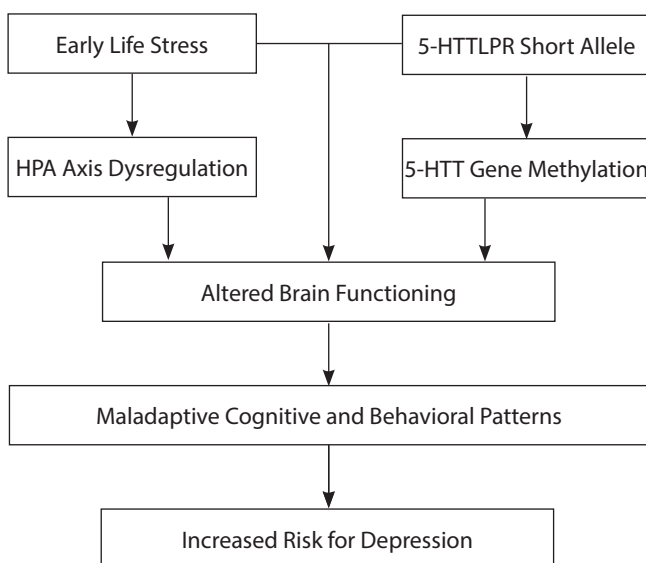 Early Life Stress
5-HTTLPR Short Allele
HPA Axis Dysregulation
5-HTT Gene Methylation
Altered Brain Functioning
Maladaptive Cognitive and Behavioral Patterns
Increased Risk for Depression